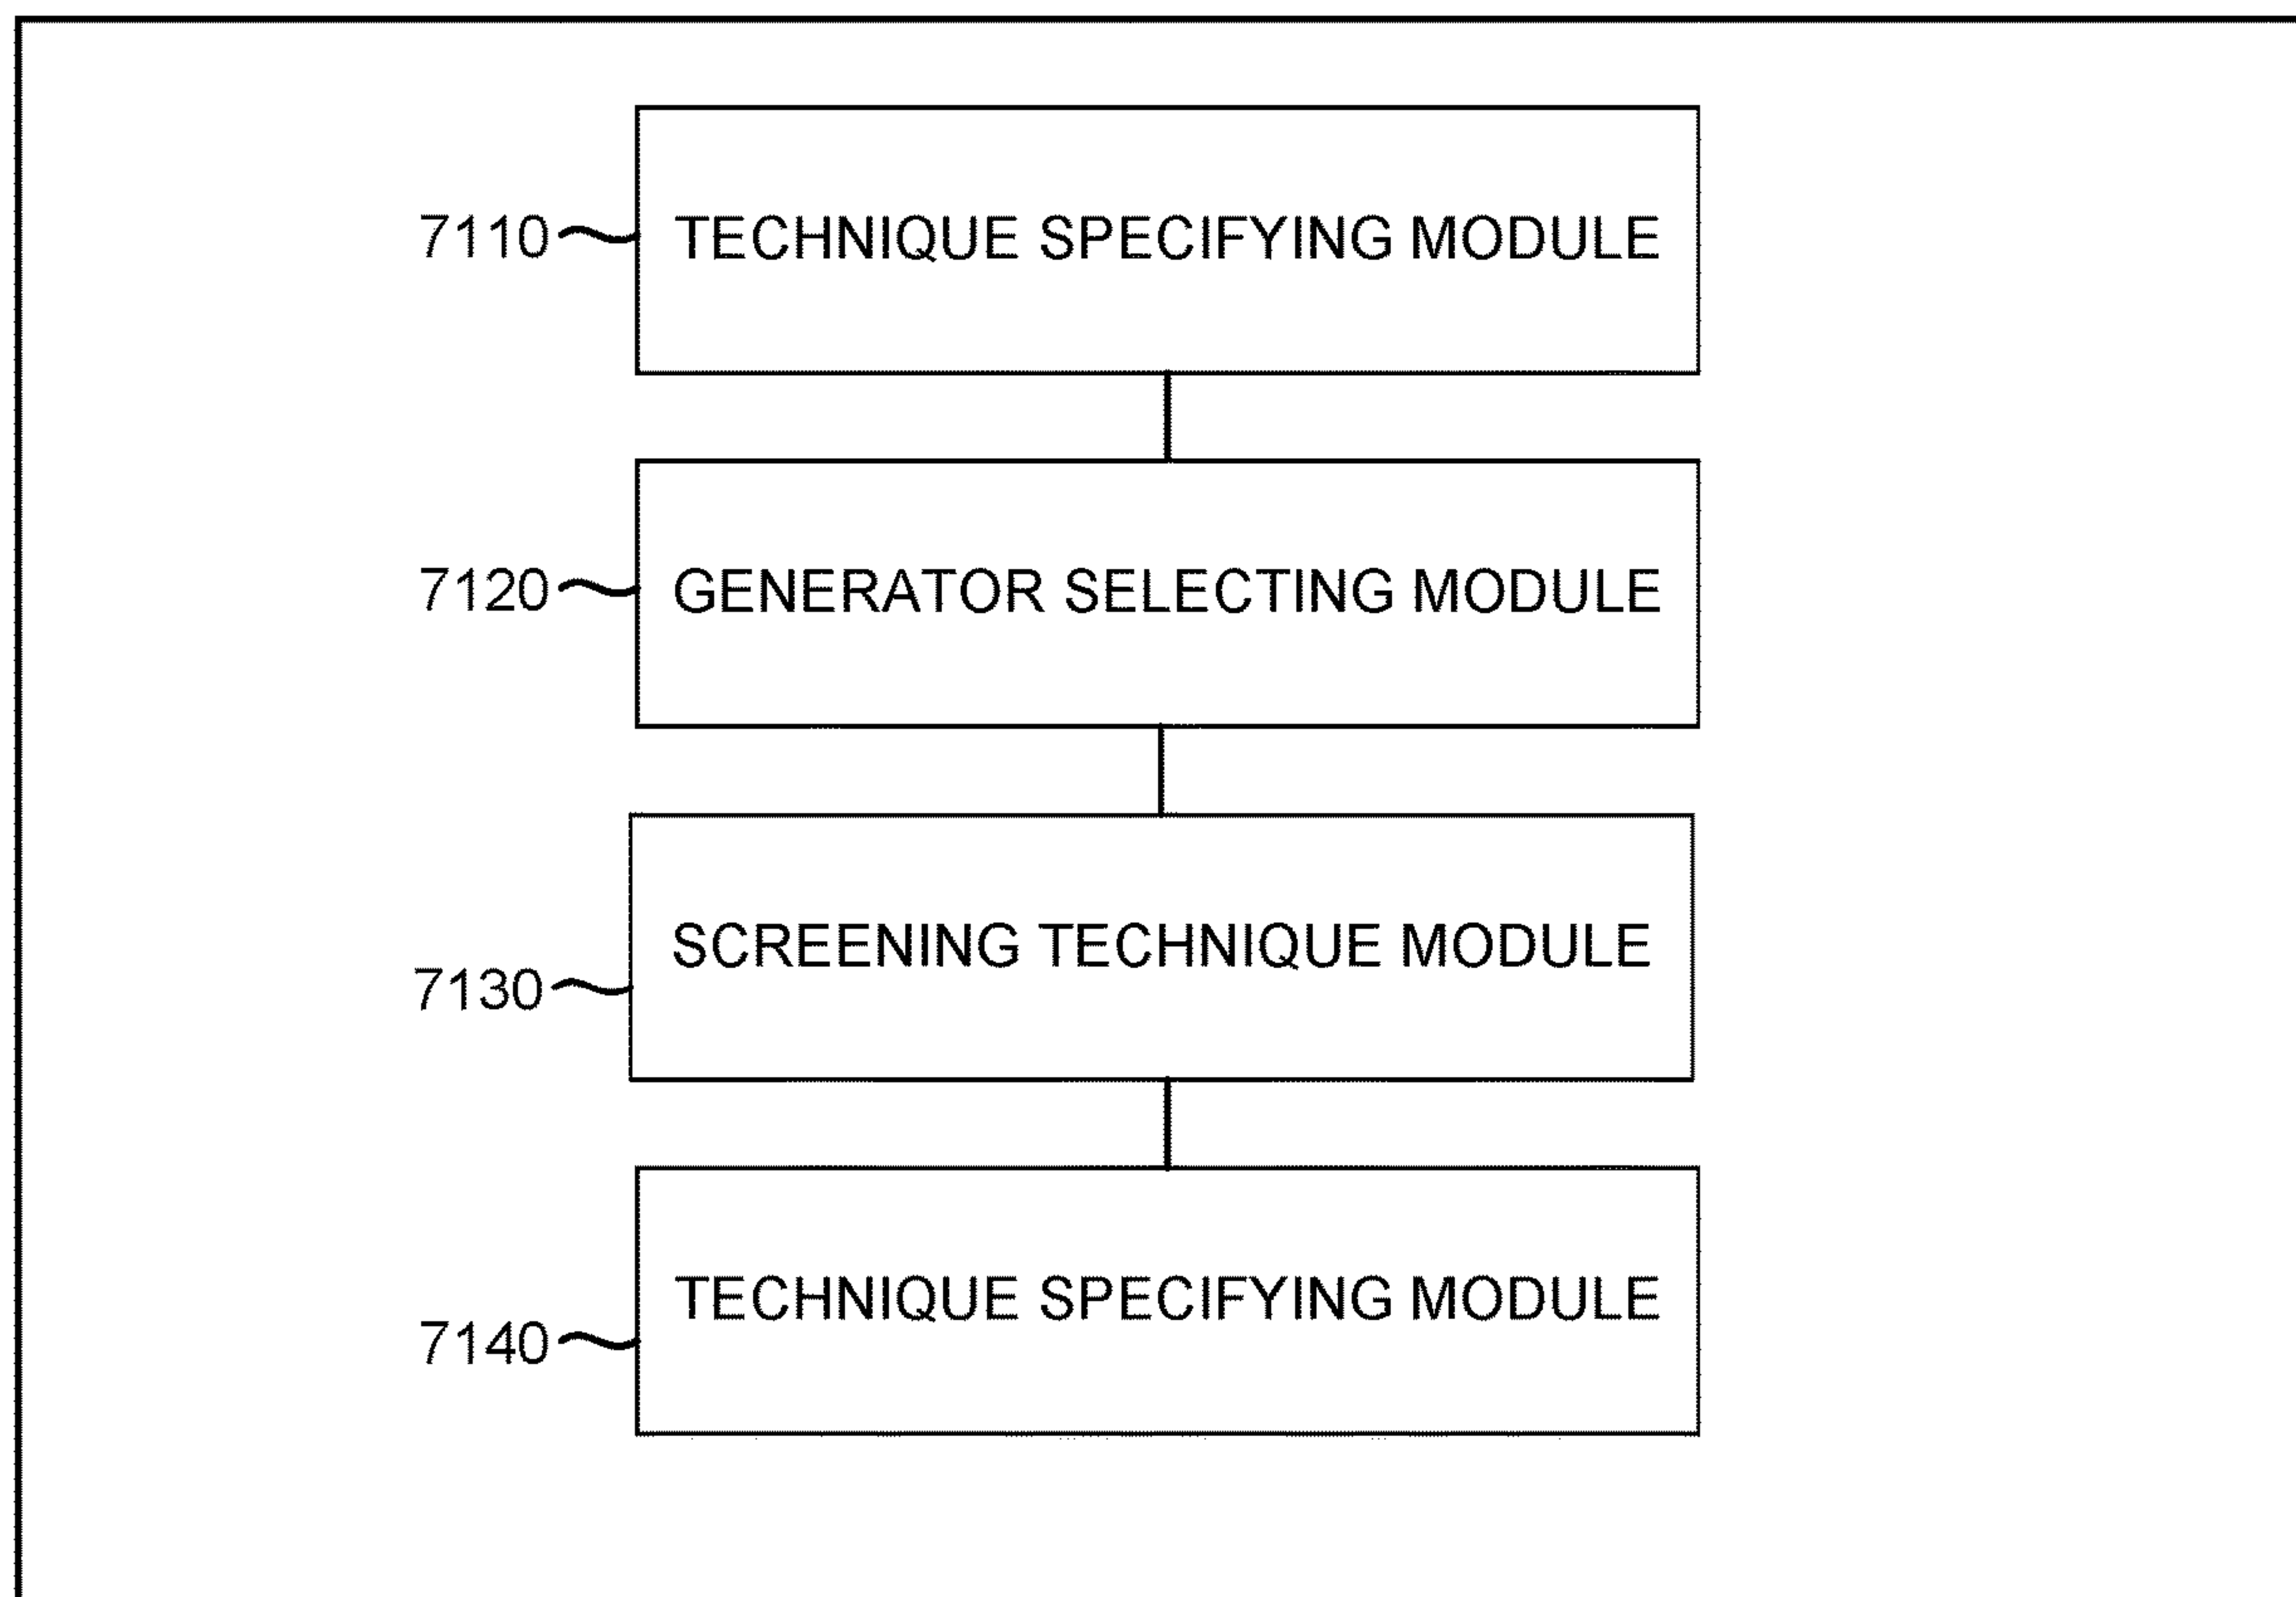 7110 TECHNIQUE SPECIFYING MODULE
7120 GENERATOR SELECTING MODULE
SCREENING TECHNIQUE MODULE
7130
TECHNIQUE SPECIFYING MODULE
7140